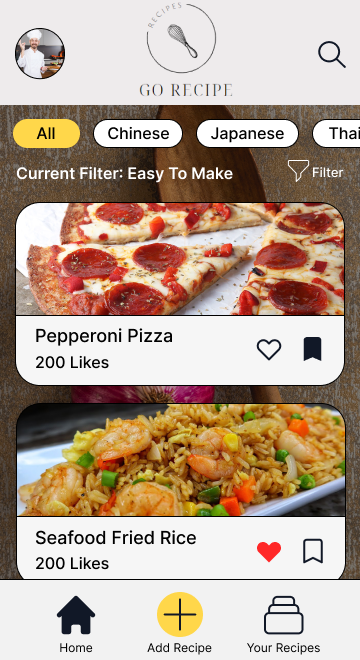 RECIPES
GO RECIPE
All
Chinese
Japanese
Thai
Current Filter: Easy To Make
Filter
Pepperoni Pizza
200 Likes
Seafood Fried Rice
200 Likes
Home
Add Recipe
Your Recipes